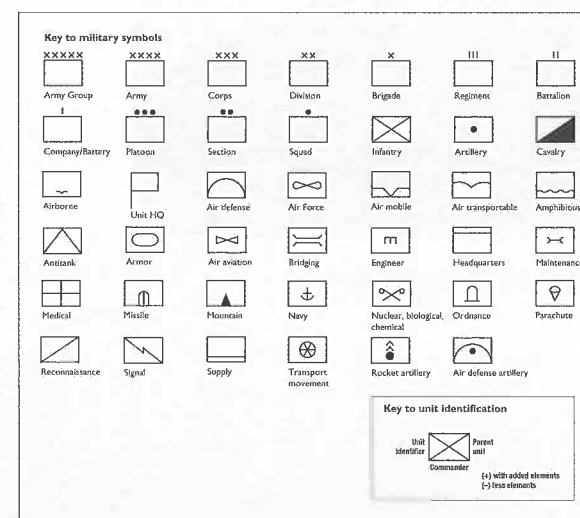 Key to military symbols
XXXXX XXXX XXX XX X III II
Army Group Army Corps Division Brigade Regiment Battalion
I
Company/Battery Platoon Section Squad Infantry Artillery Cavalry
Airborne Unit HQ Air defense Air Force Air mobile Air transportable Amphibious
Antitank Armor Air aviation Bridging Engineer Headquarters Maintenance
Medical Missile Mountain Navy Nuclear, biological, Ordnance Parachute
chemical
Reconnaissance Signal Supply Transport Rocket artillery Air defense artillery
movement
Key to unit identification
Unit Parent
identifier unit
Commander
(+) with added elements
(–) less elements